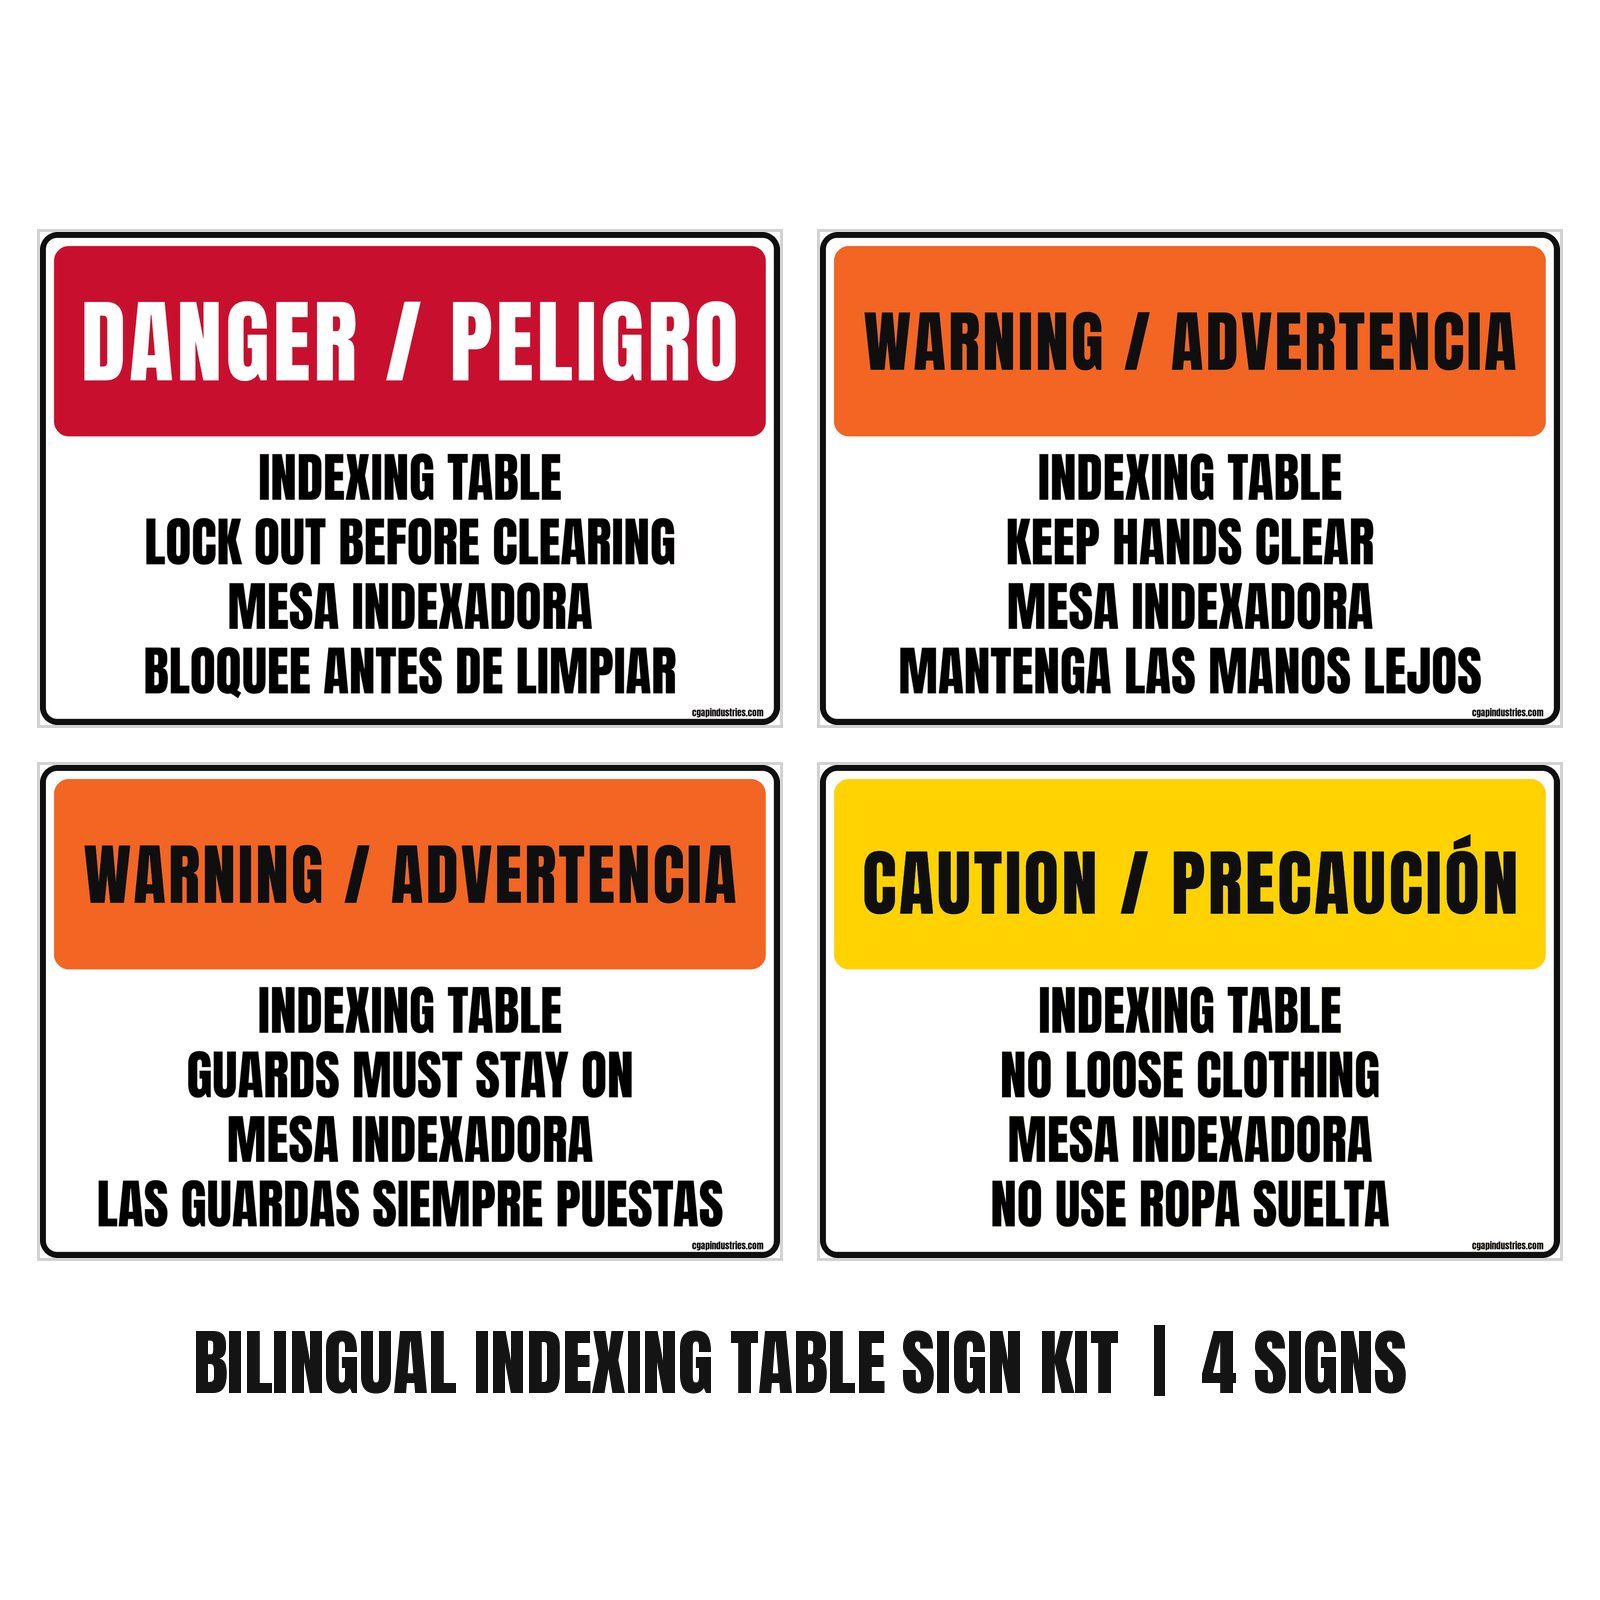 DANGER / PELIGRO
INDEXING TABLE
LOCK OUT BEFORE CLEARING
MESA INDEXADORA
BLOQUEE ANTES DE LIMPIAR
cgapindustries.com
WARNING / ADVERTENCIA
INDEXING TABLE
KEEP HANDS CLEAR
MESA INDEXADORA
MANTENGA LAS MANOS LEJOS
cgapindustries.com
WARNING / ADVERTENCIA
INDEXING TABLE
GUARDS MUST STAY ON
MESA INDEXADORA
LAS GUARDAS SIEMPRE PUESTAS
cgapindustries.com
CAUTION / PRECAUCIÓN
INDEXING TABLE
NO LOOSE CLOTHING
MESA INDEXADORA
NO USE ROPA SUELTA
cgapindustries.com
BILINGUAL INDEXING TABLE SIGN KIT | 4 SIGNS